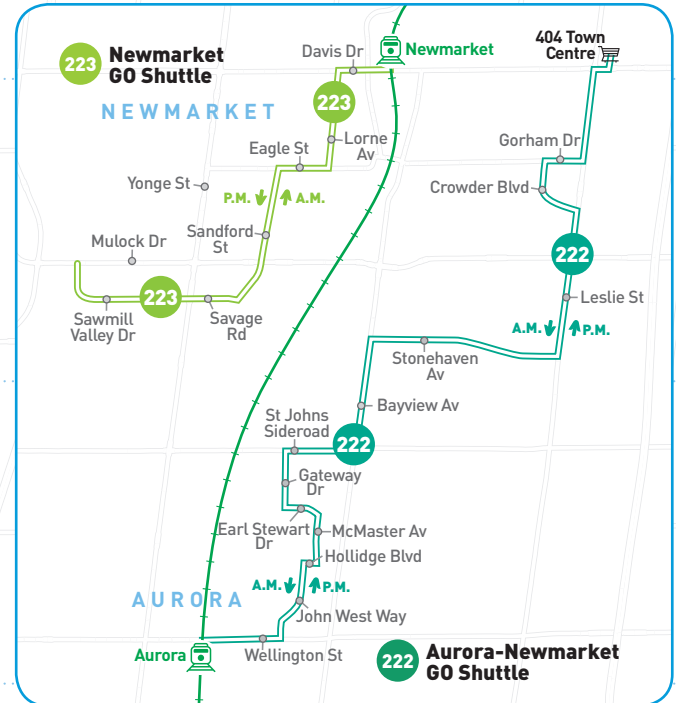 223
Newmarket
GO Shuttle
NEWMARKET
Davis Dr
Newmarket
404 Town
Centre
223
Lorne
Av
Eagle St
Gorham Dr
Yonge St
Crowder Blvd
P.M.
A.M.
Sandford
St
Mulock Dr
222
223
Leslie St
Sawmill
Valley Dr
Savage
Rd
A.M.
P.M.
Stonehaven
Av
Bayview Av
St Johns
Sideroad
222
Gateway
Dr
Earl Stewart
Dr
McMaster Av
Hollidge Blvd
A.M.
P.M.
AURORA
John West Way
Aurora
Wellington St
222
Aurora-Newmarket
GO Shuttle